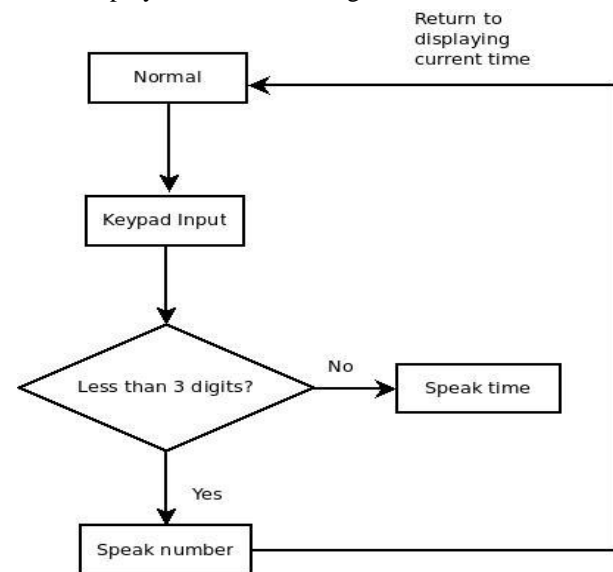 Return to
displaying
current time
Normal
Keypad Input
Less than 3 digits?
No
Speak time
Yes
Speak number